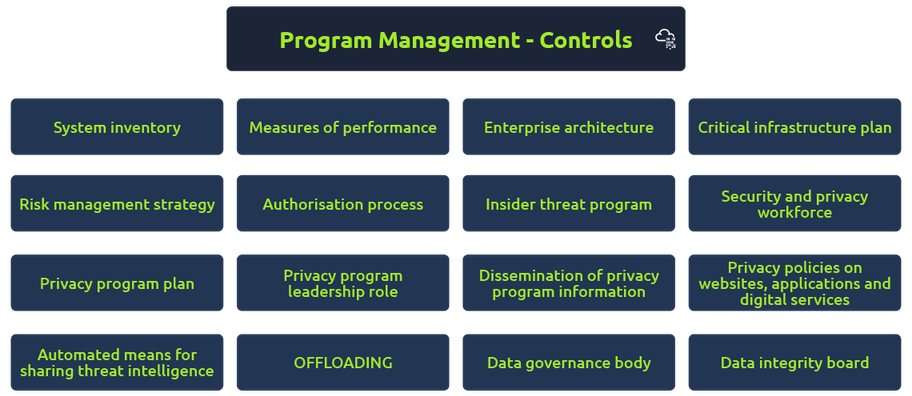 Program Management - Controls
System inventory
Measures of performance
Enterprise architecture
Critical infrastructure plan
Risk management strategy
Authorisation process
Insider threat program
Security and privacy
workforce
Privacy program plan
Privacy program
leadership role
Dissemination of privacy
program information
Privacy policies on
websites, applications and
digital services
Automated means for
sharing threat intelligence
OFFLOADING
Data governance body
Data integrity board